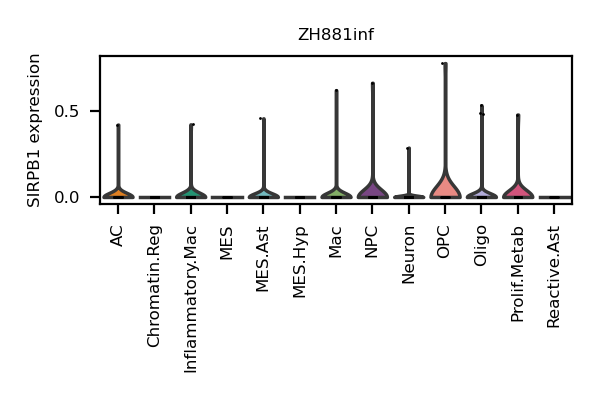 ZH881inf
SIRPB1 expression
0.5
0.0
AC
Chromatin.Reg
Inflammatory.Mac
MES
MES.Ast
MES.Hyp
Mac
NPC
Neuron
OPC
Oligo
Prolif.Metab
Reactive.Ast